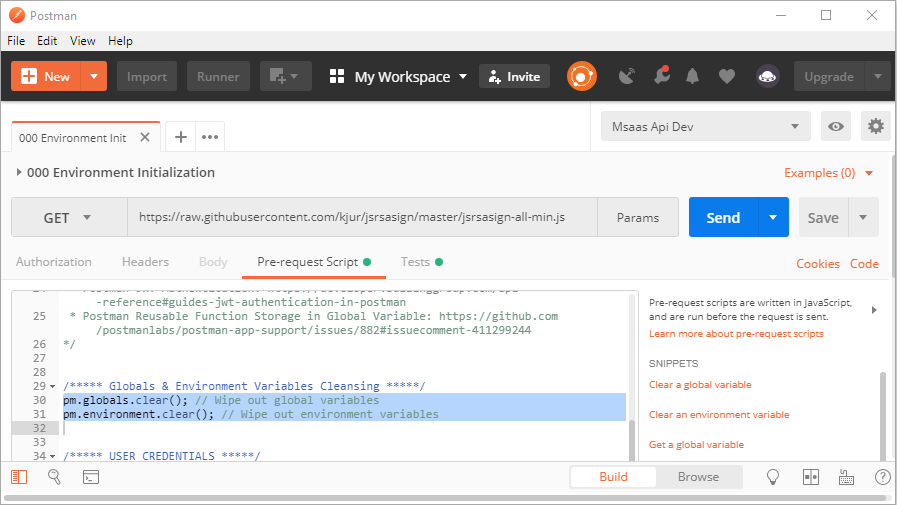 Postman
File Edit View Help
New Import Runner My Workspace Invite Upgrade
000 Environment Init
Msaas Api Dev
000 Environment Initialization
Examples (0)
GET https://raw.githubusercontent.com/kjur/jsrsasign/master/jsrsasign-all-min.js Params Send Save
Authorization Headers Body Pre-request Script Tests Cookies Code
-reference#guides-jwt-authentication-in-postman
25 * Postman Reusable Function Storage in Global Variable: https://github.com
/postmanlabs/postman-app-support/issues/882#issuecomment-411299244
26 */
27
28
29 /***** Globals & Environment Variables Cleansing *****/
30 pm.globals.clear(); // Wipe out global variables
31 pm.environment.clear(); // Wipe out environment variables
32
33
34 /***** USER CREDENTIALS *****/
Pre-request scripts are written in JavaScript,
and are run before the request is sent.
Learn more about pre-request scripts
SNIPPETS
Clear a global variable
Clear an environment variable
Get a global variable
Build Browse